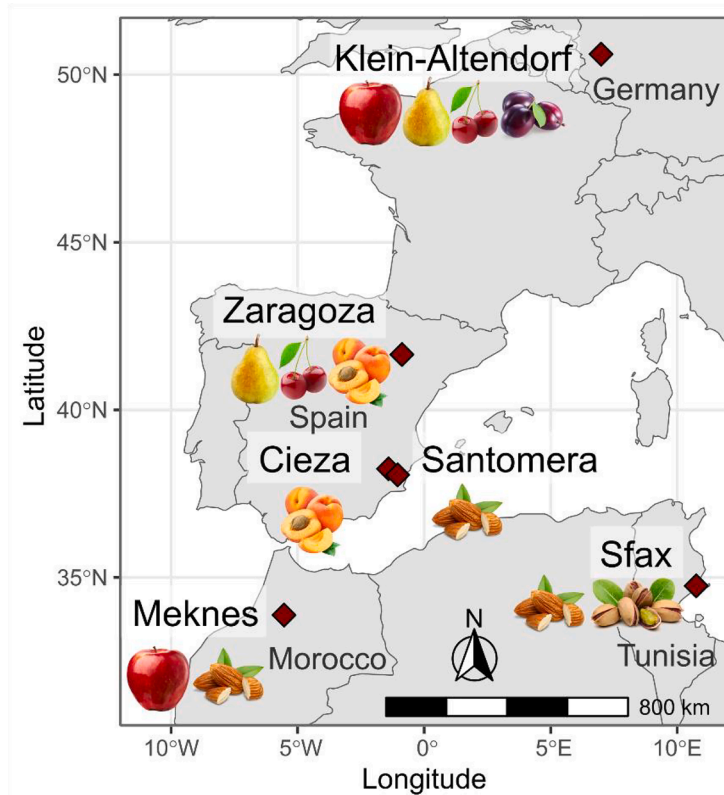 50°N
Klein-Altendorf
Germany
45°N
Zaragoza
Latitude
40°N
Spain
Cieza
Santomera
Sfax
35°N
Meknes
N
Morocco
Tunisia
800 km
10°W
5°W
0°
5°E
10°E
Longitude